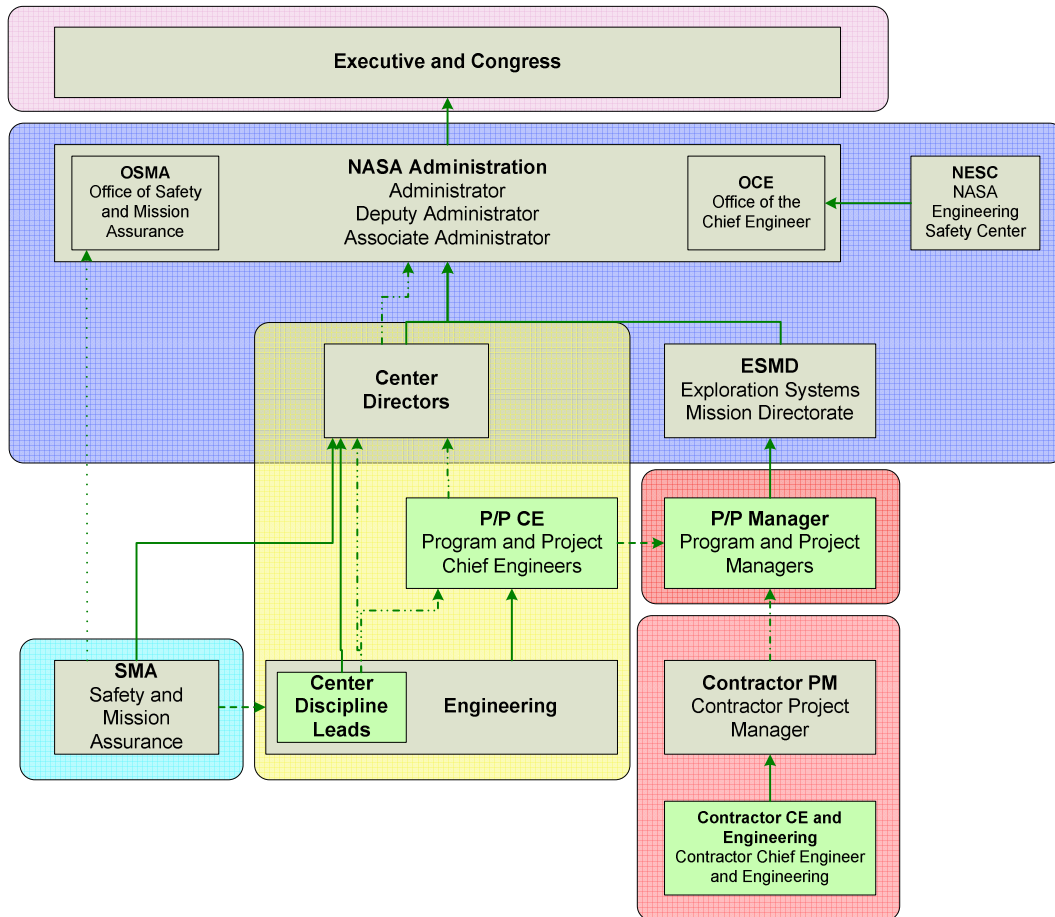 Executive and Congress
OSMA
Office of Safety
and Mission
Assurance
NASA Administration
Administrator
Deputy Administrator
Associate Administrator
OCE
Office of the
Chief Engineer
NESC
NASA
Engineering
Safety Center
Center
Directors
ESMD
Exploration Systems
Mission Directorate
P/P CE
Program and Project
Chief Engineers
P/P Manager
Program and Project
Managers
SMA
Safety and
Mission
Assurance
Center
Discipline
Leads
Engineering
Contractor PM
Contractor Project
Manager
Contractor CE and
Engineering
Contractor Chief Engineer
and Engineering